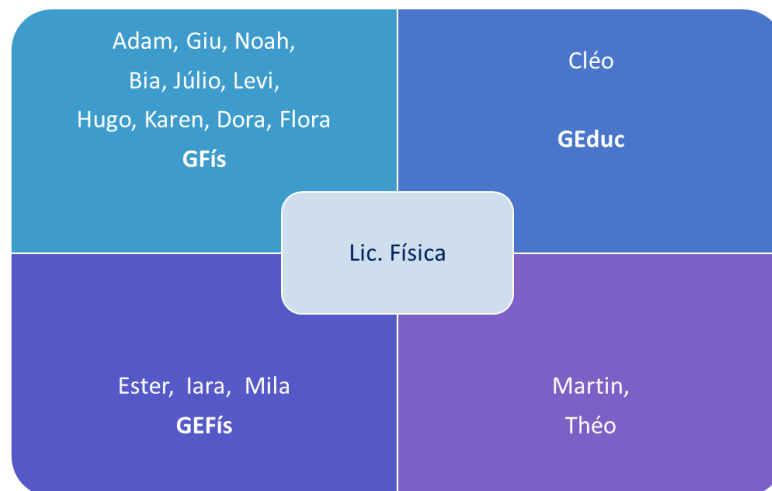 Adam, Giu, Noah,
Bia, Júlio, Levi,
Hugo, Karen, Dora, Flora
GFís
Cléo
GEduc
Lic. Física
Ester, Iara, Mila
GEFís
Martin,
Théo